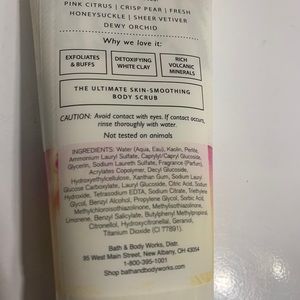 PINK CITRUS | CRISP PEAR | FRESH
HONEYSUCKLE | SHEER VETIVER
DEWY ORCHID
Why we love it:
EXFOLIATES
& BUFFS
DETOXIFYING
WHITE CLAY
RICH
VOLCANIC
MINERALS
THE ULTIMATE SKIN-SMOOTHING
BODY SCRUB
CAUTION: Avoid contact with eyes. If contact occurs,
rinse thoroughly with water.
Not tested on animals
INGREDIENTS: Water (Aqua, Eau), Kaolin, Perlite,
Ammonium Lauryl Sulfate, Caprylyl/Capryl Glucoside,
Glycerin, Sodium Laureth Sulfate, Fragrance (Parfum),
Acrylates Copolymer, Decyl Glucoside,
Hydroxyethylcellulose, Xanthan Gum, Sodium Lauryl
Glucose Carboxylate, Lauryl Glucoside, Citric Acid, Sodium
Hydroxide, Tetrasodium EDTA, Sodium Citrate, Triethylene
Glycol, Benzyl Alcohol, Propylene Glycol, Sorbic Acid,
Methylchloroisothiazolinone, Methylisothiazolinone,
Limonene, Benzyl Salicylate, Butylphenyl Methylpropional,
Citronellol, Hydroxycitronellal, Geraniol,
Titanium Dioxide (CI 77891).
Bath & Body Works, Distr.
95 West Main Street, New Albany, OH 43054
1-800-395-1001
Shop bathandbodyworks.com